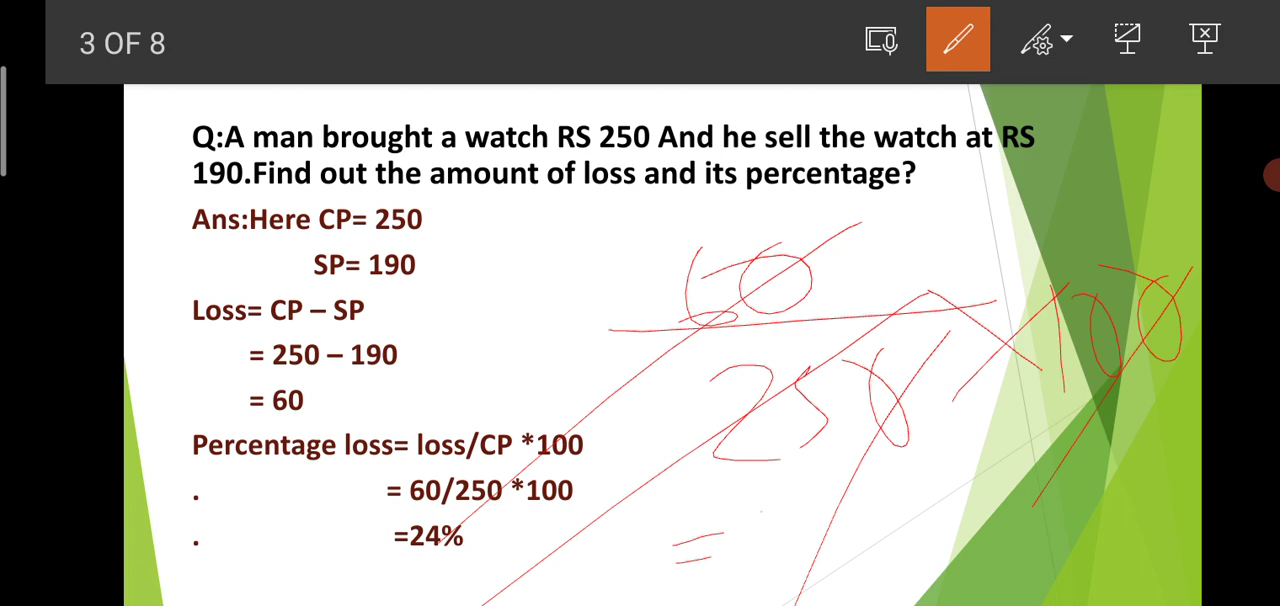 3 OF 8
Q:A man brought a watch RS 250 And he sell the watch at RS
190.Find out the amount of loss and its percentage?
Ans:Here CP= 250
SP= 190
Loss= CP – SP
= 250 – 190
= 60
Percentage loss= loss/CP *100
. = 60/250 *100
. =24%
60
250 × 100
=